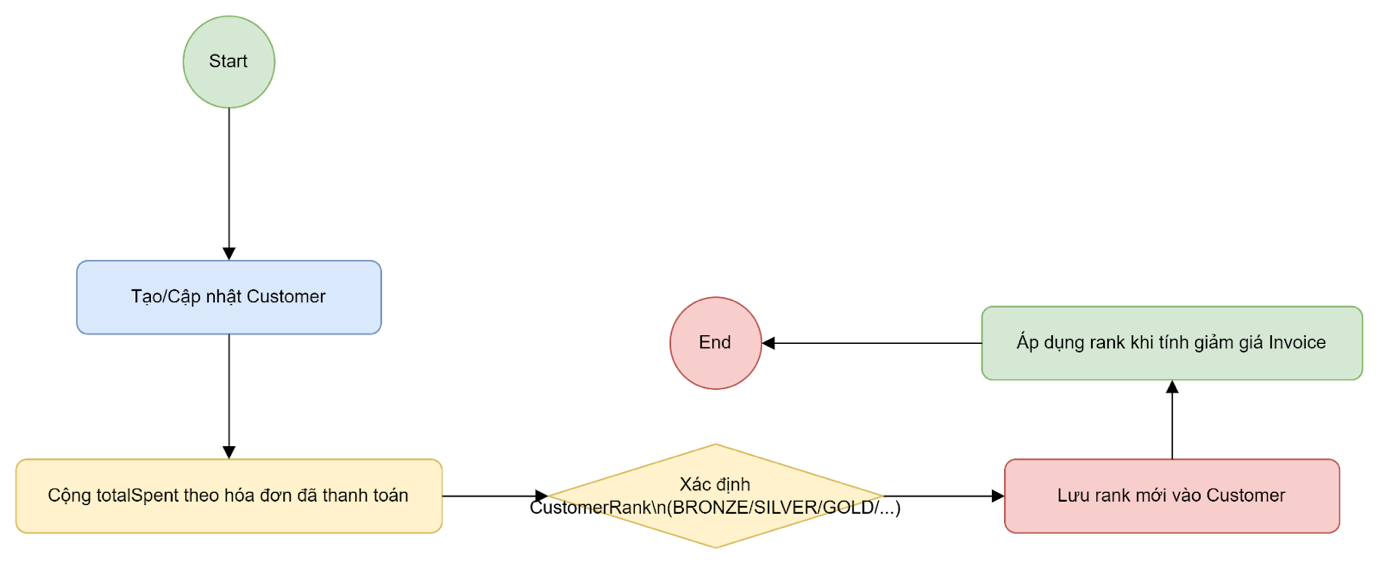 Start
Tạo/Cập nhật Customer
Cộng totalSpent theo hóa đơn đã thanh toán
Xác định
CustomerRank\n(BRONZE/SILVER/GOLD/...)
Lưu rank mới vào Customer
Áp dụng rank khi tính giảm giá Invoice
End